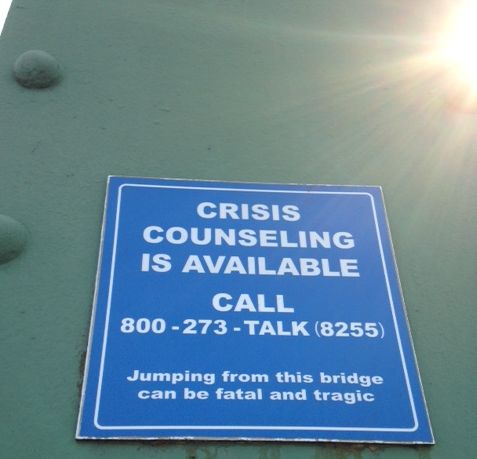 CRISIS
COUNSELING
IS AVAILABLE
CALL
800-273-TALK (8255)
Jumping from this bridge
can be fatal and tragic